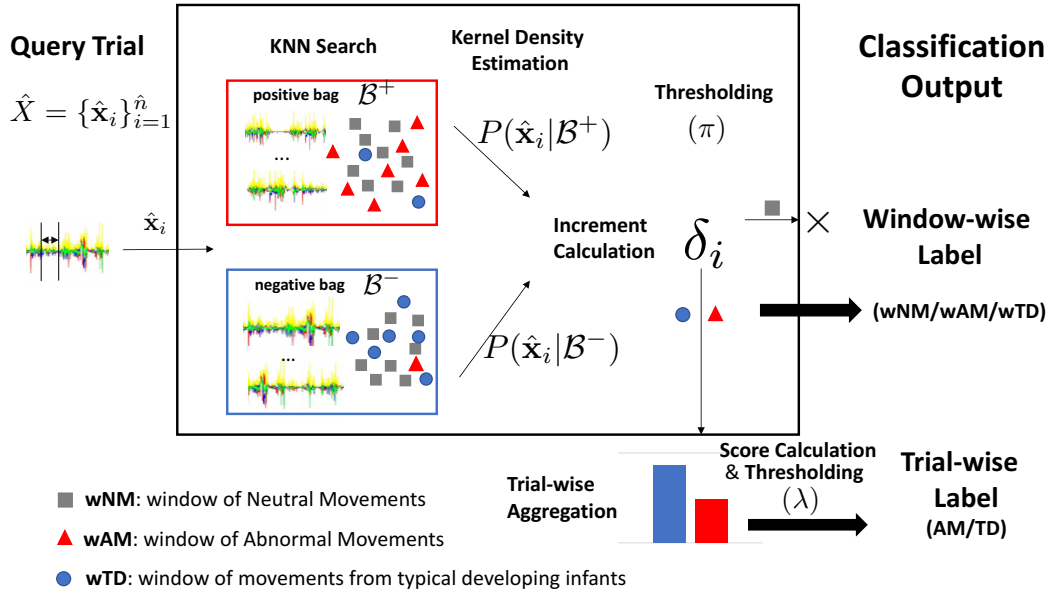 Query Trial
X̂ = {x̂ᵢ}ⁿ̂ᵢ₌₁
x̂ᵢ
KNN Search
positive bag B⁺
...
negative bag B⁻
...
Kernel Density
Estimation
P(x̂ᵢ|B⁺)
Increment
Calculation
P(x̂ᵢ|B⁻)
Thresholding
(π)
δᵢ
Classification
Output
×
Window-wise
Label
(wNM/wAM/wTD)
Trial-wise
Aggregation
Score Calculation
& Thresholding
(λ)
Trial-wise
Label
(AM/TD)
wNM: window of Neutral Movements
wAM: window of Abnormal Movements
wTD: window of movements from typical developing infants